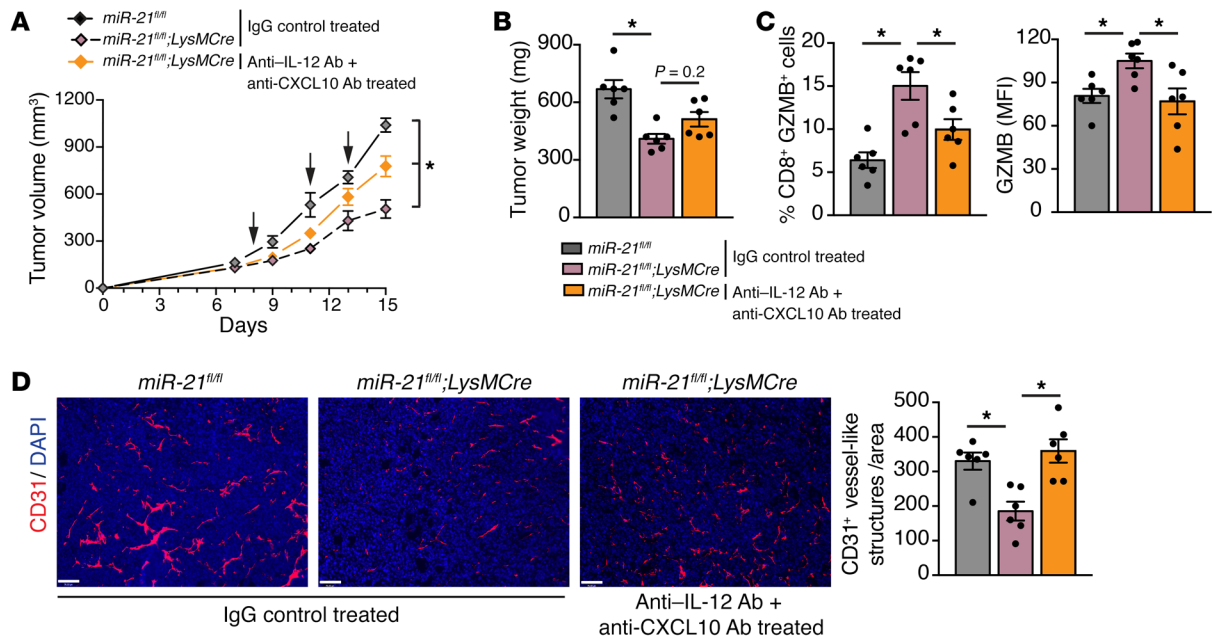 A
miR-21fl/fl
miR-21fl/fl;LysMCre
IgG control treated
miR-21fl/fl;LysMCre
Anti–IL-12 Ab +
anti-CXCL10 Ab treated
Tumor volume (mm3)
1200
900
600
300
0
0
3
6
9
12
15
Days
*
B
Tumor weight (mg)
900
600
300
0
*
P = 0.2
C
% CD8+ GZMB+ cells
20
15
10
5
0
*
*
GZMB (MFI)
120
90
60
30
0
*
*
miR-21fl/fl
miR-21fl/fl;LysMCre
IgG control treated
miR-21fl/fl;LysMCre
Anti–IL-12 Ab +
anti-CXCL10 Ab treated
D
miR-21fl/fl
miR-21fl/fl;LysMCre
miR-21fl/fl;LysMCre
CD31/ DAPI
IgG control treated
Anti–IL-12 Ab +
anti-CXCL10 Ab treated
CD31+ vessel-like
structures /area
500
400
300
200
100
0
*
*